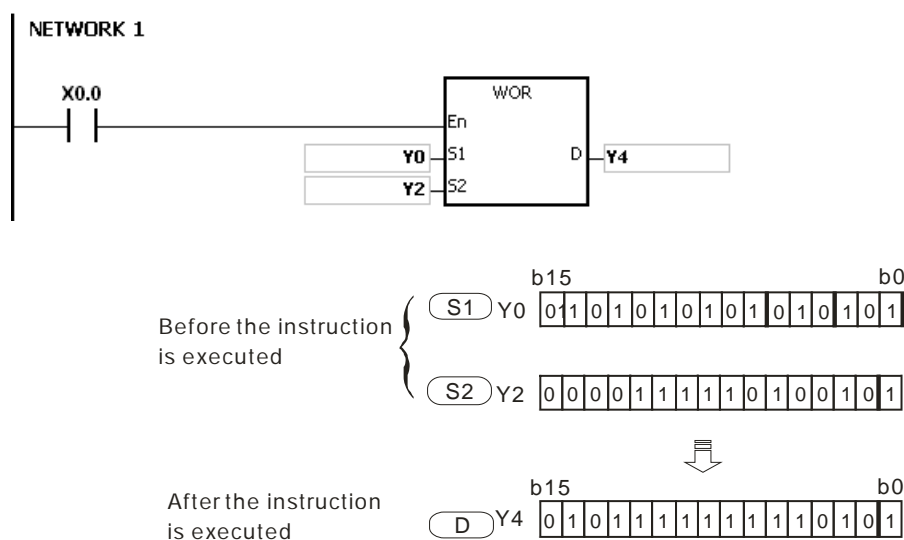 NETWORK 1
X0.0
WOR
En
Y0 S1 D Y4
Y2 S2
b15 b0
S1 Y0 01 1 0 1 0 1 0 1 0 1 0 1 0 1 0 1
Before the instruction
is executed
S2 Y2 0 0 0 0 1 1 1 1 1 0 1 0 0 1 0 1
b15 b0
After the instruction
is executed
D Y4 0 1 0 1 1 1 1 1 1 1 1 1 0 1 0 1